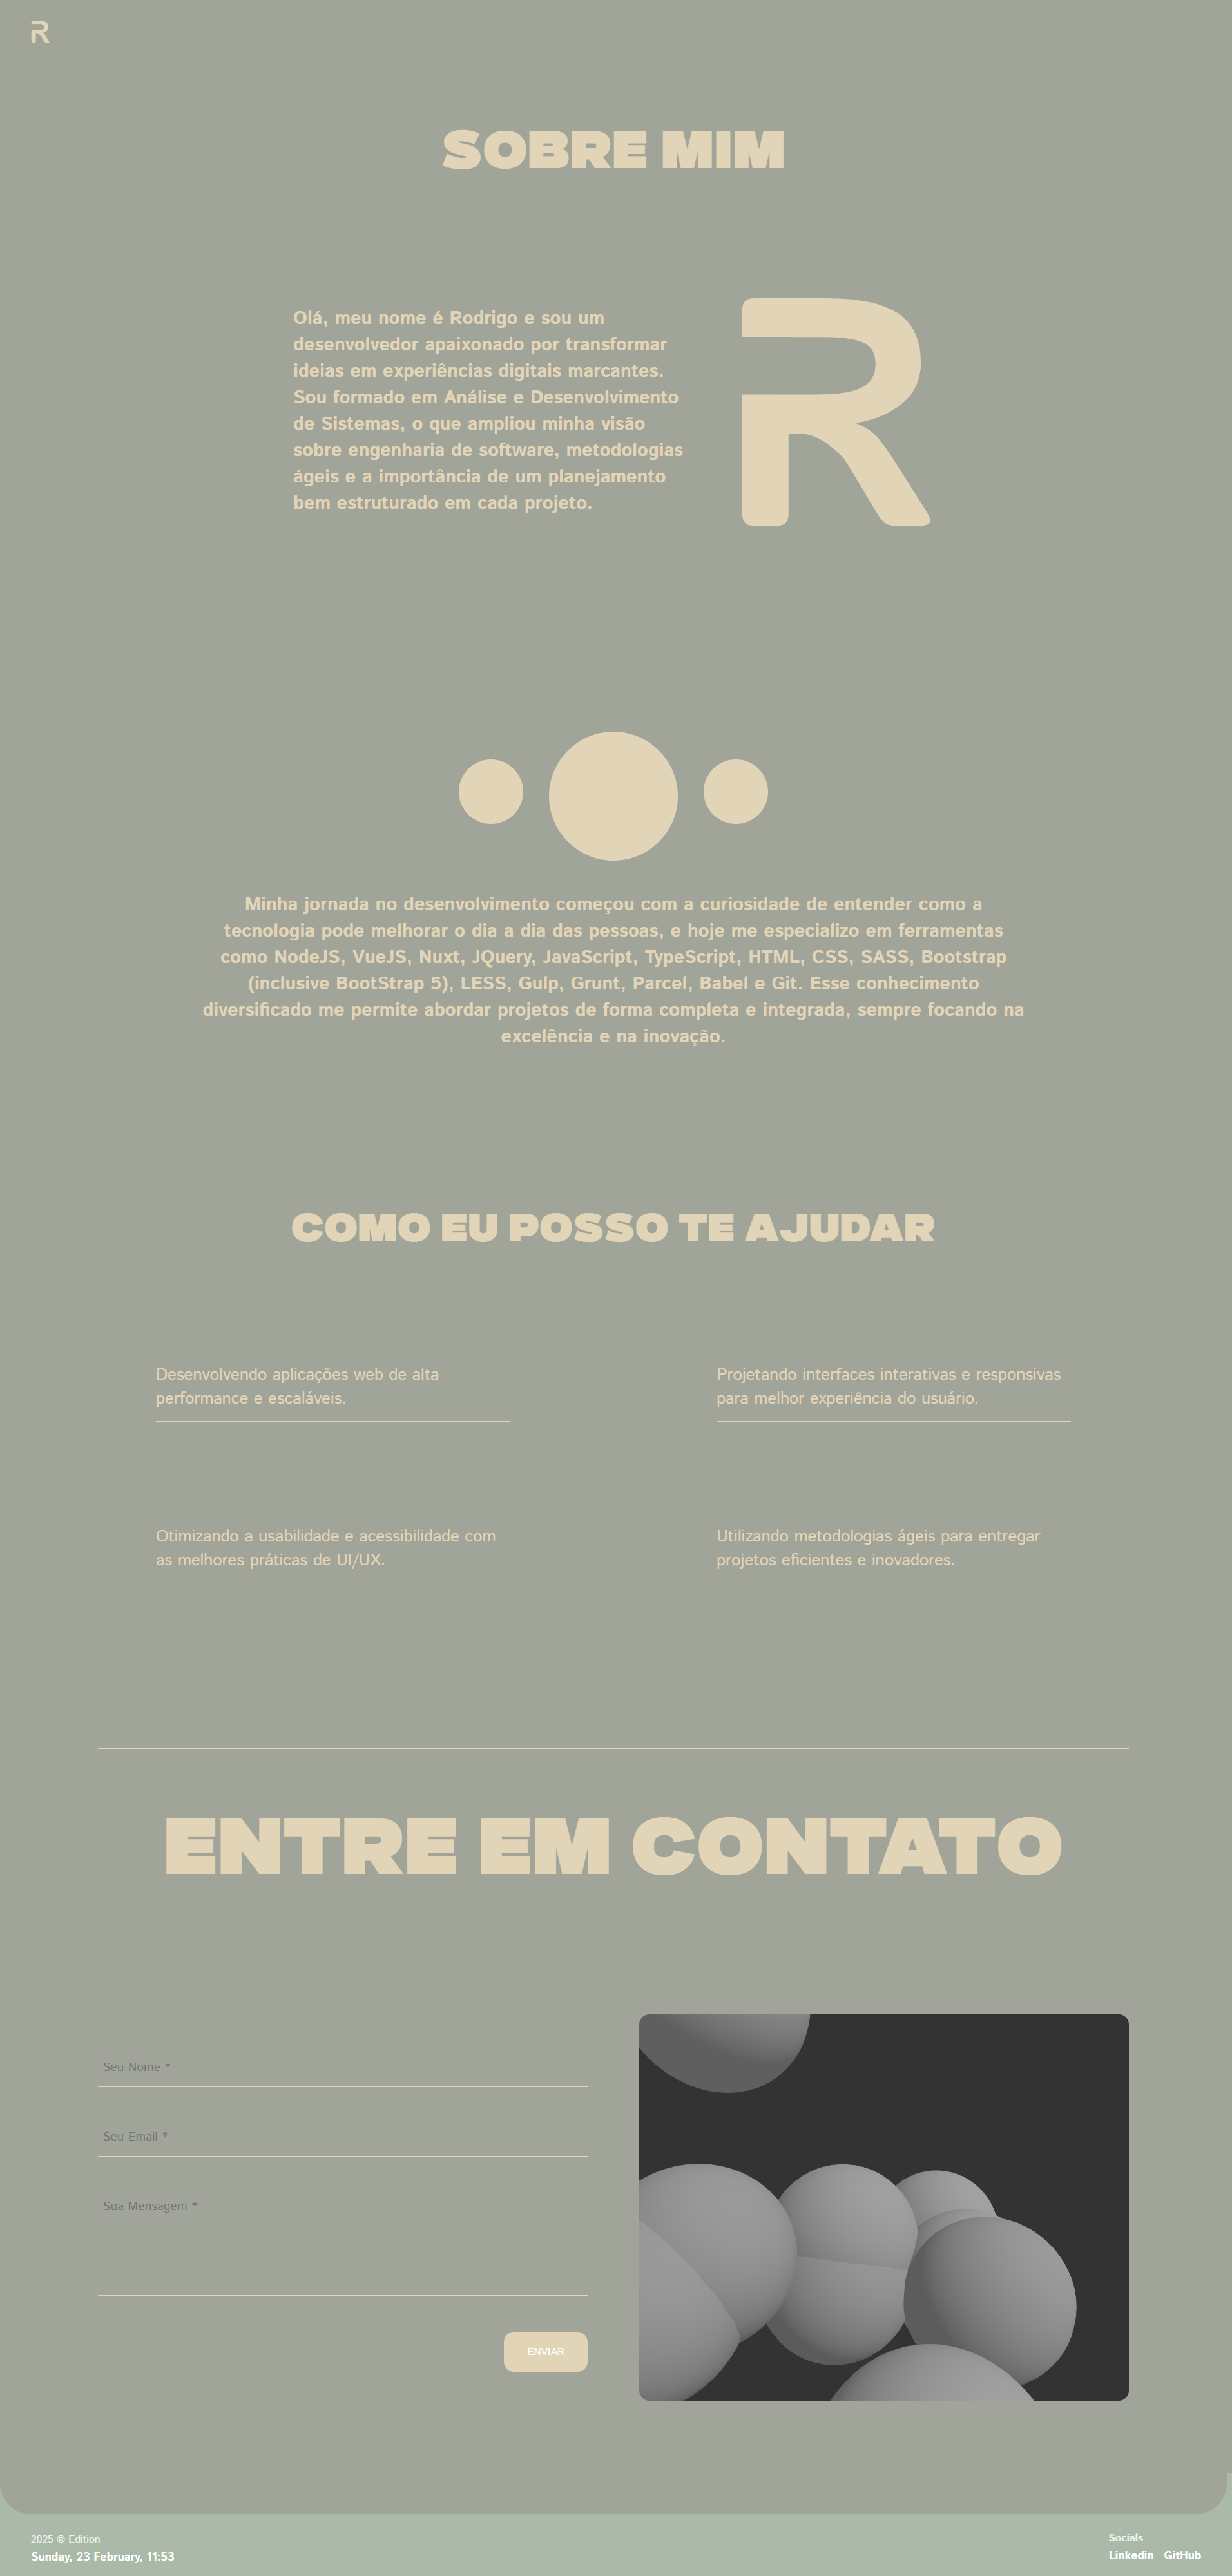 R
SOBRE MIM
Olá, meu nome é Rodrigo e sou um
desenvolvedor apaixonado por transformar
ideias em experiências digitais marcantes.
Sou formado em Análise e Desenvolvimento
de Sistemas, o que ampliou minha visão
sobre engenharia de software, metodologias
ágeis e a importância de um planejamento
bem estruturado em cada projeto.
R
Minha jornada no desenvolvimento começou com a curiosidade de entender como a
tecnologia pode melhorar o dia a dia das pessoas, e hoje me especializo em ferramentas
como NodeJS, VueJS, Nuxt, JQuery, JavaScript, TypeScript, HTML, CSS, SASS, Bootstrap
(inclusive BootStrap 5), LESS, Gulp, Grunt, Parcel, Babel e Git. Esse conhecimento
diversificado me permite abordar projetos de forma completa e integrada, sempre focando na
excelência e na inovação.
COMO EU POSSO TE AJUDAR
Desenvolvendo aplicações web de alta
performance e escaláveis.
Projetando interfaces interativas e responsivas
para melhor experiência do usuário.
Otimizando a usabilidade e acessibilidade com
as melhores práticas de UI/UX.
Utilizando metodologias ágeis para entregar
projetos eficientes e inovadores.
ENTRE EM CONTATO
Seu Nome *
Seu Email *
Sua Mensagem *
ENVIAR
2025 © Edition
Sunday, 23 February, 11:53
Socials
Linkedin GitHub